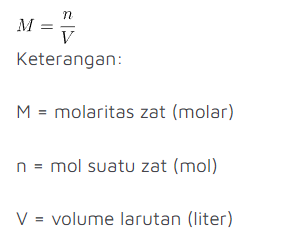 M = n/V
Keterangan:
M = molaritas zat (molar)
n = mol suatu zat (mol)
V = volume larutan (liter)